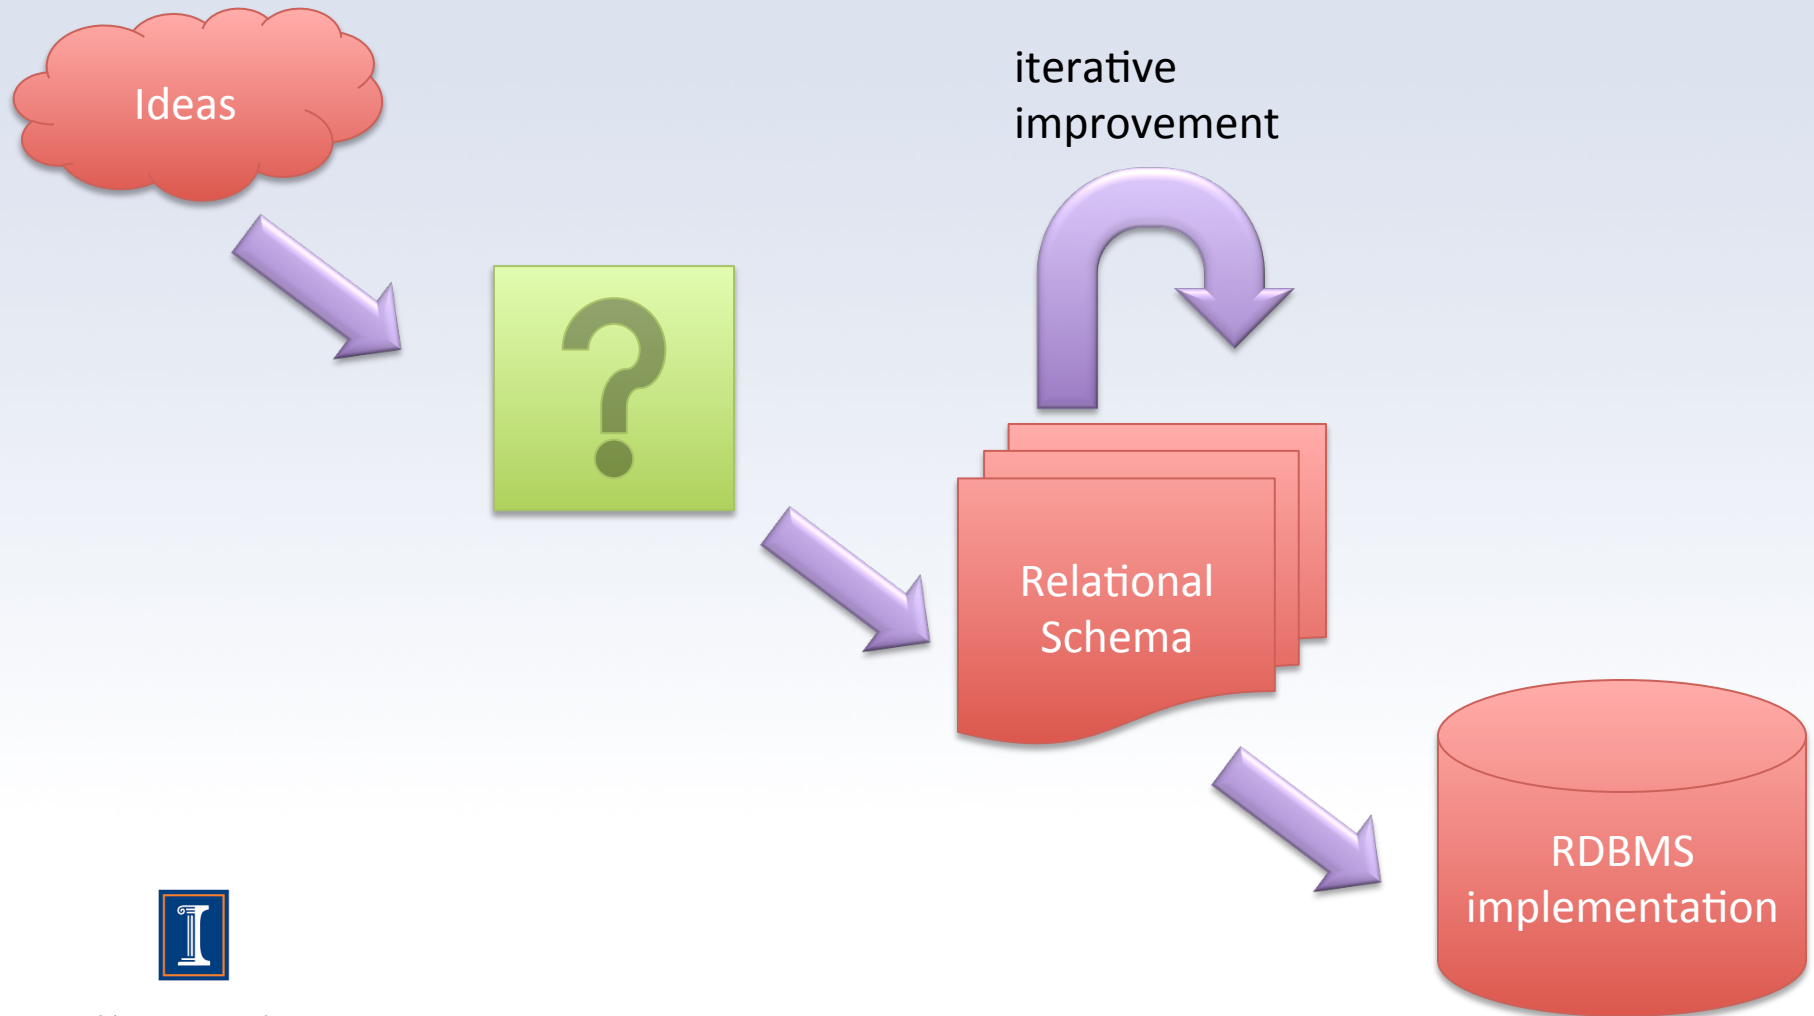 Ideas
iterative
improvement
?
Relational
Schema
RDBMS
implementation
I